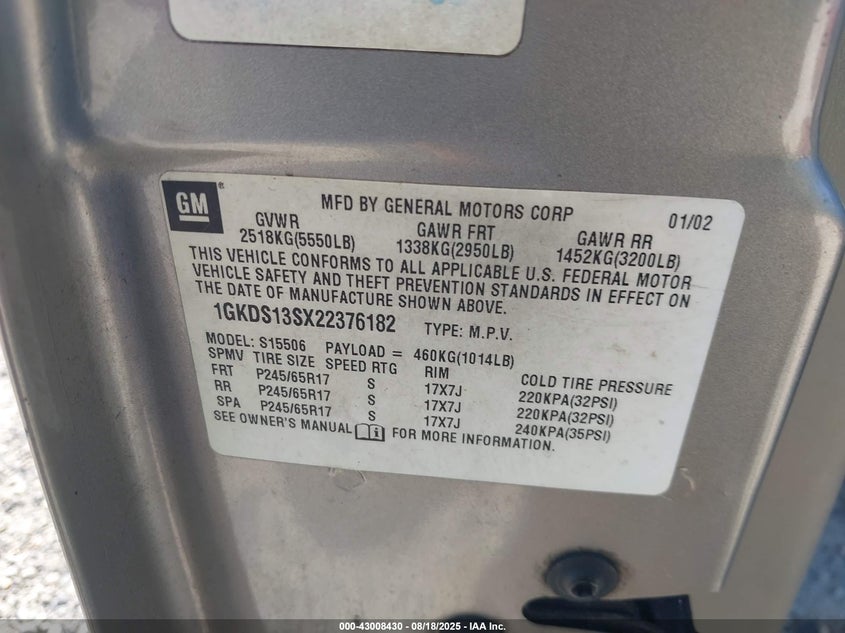 GM ®
MFD BY GENERAL MOTORS CORP 01/02
GVWR GAWR FRT GAWR RR
2518KG(5550LB) 1338KG(2950LB) 1452KG(3200LB)
THIS VEHICLE CONFORMS TO ALL APPLICABLE U.S. FEDERAL MOTOR
VEHICLE SAFETY AND THEFT PREVENTION STANDARDS IN EFFECT ON
THE DATE OF MANUFACTURE SHOWN ABOVE.
1GKDS13SX22376182 TYPE: M.P.V.
MODEL: S15506 PAYLOAD = 460KG(1014LB)
SPMV TIRE SIZE SPEED RTG RIM COLD TIRE PRESSURE
FRT P245/65R17 S 17X7J 220KPA(32PSI)
RR P245/65R17 S 17X7J 220KPA(32PSI)
SPA P245/65R17 S 17X7J 240KPA(35PSI)
SEE OWNER'S MANUAL FOR MORE INFORMATION.
000-43008430 - 08/18/2025 - IAA Inc.